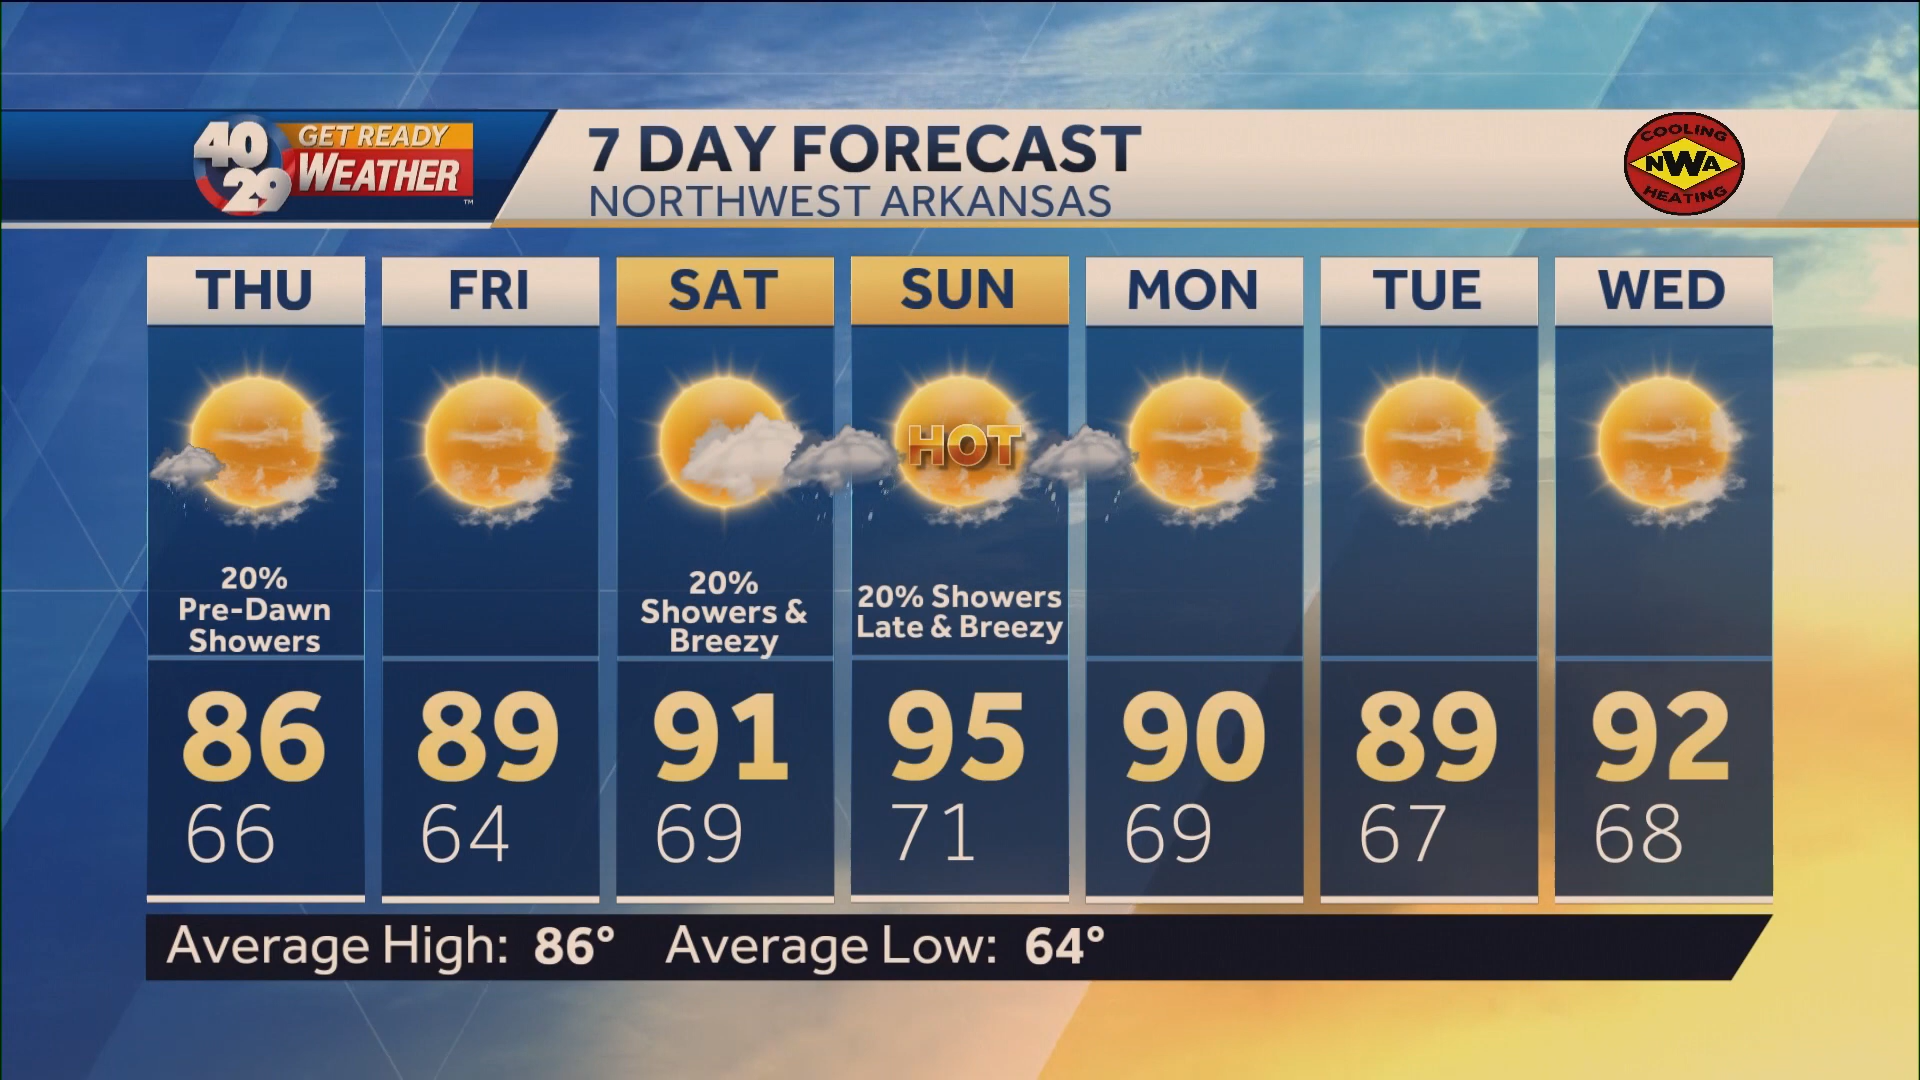 40
29
GET READY
WEATHER
™
7 DAY FORECAST
NORTHWEST ARKANSAS
COOLING
NWA
HEATING
THU
FRI
SAT
SUN
MON
TUE
WED
HOT
20%
Pre-Dawn
Showers
20%
Showers &
Breezy
20% Showers
Late & Breezy
86
89
91
95
90
89
92
66
64
69
71
69
67
68
Average High: 86° Average Low: 64°